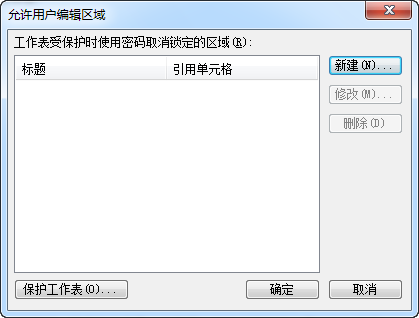 允许用户编辑区域
工作表受保护时使用密码取消锁定的区域(R):
标题 引用单元格
新建(N)...
修改(M)...
删除(D)
保护工作表(O)... 确定 取消